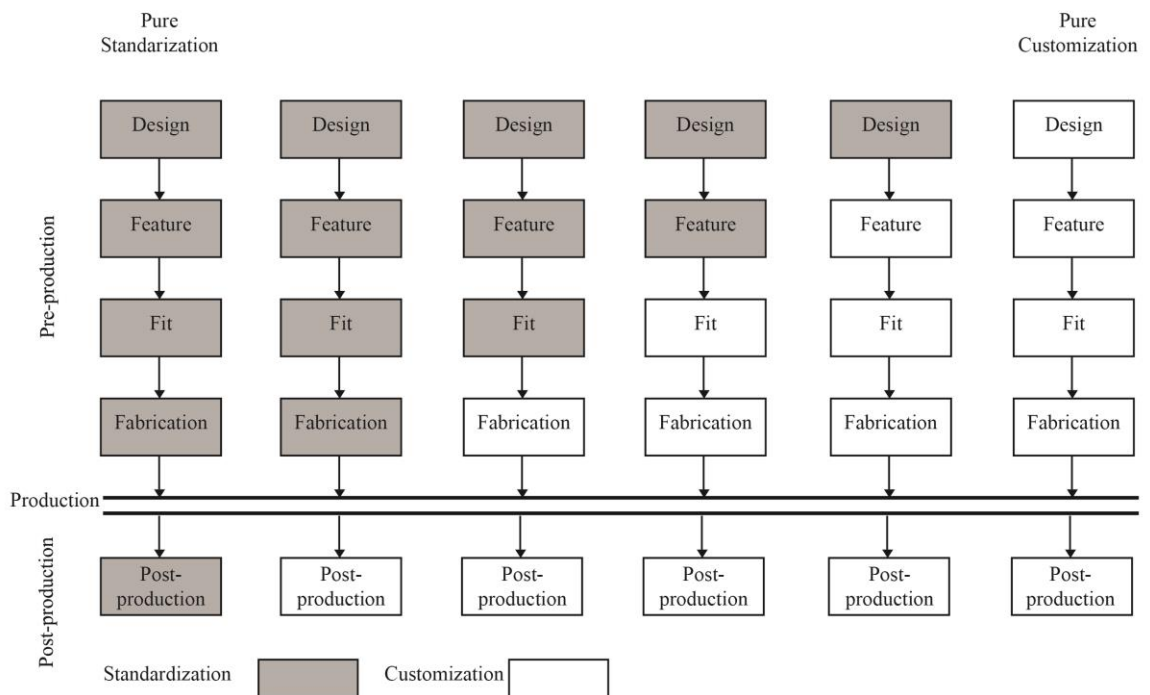 Pure
Standarization
Pure
Customization
Design
Design
Design
Design
Design
Design
Pre-production
Feature
Feature
Feature
Feature
Feature
Feature
Fit
Fit
Fit
Fit
Fit
Fit
Fabrication
Fabrication
Fabrication
Fabrication
Fabrication
Fabrication
Production
Post-production
Post-
production
Post-
production
Post-
production
Post-
production
Post-
production
Post-
production
Standardization
Customization